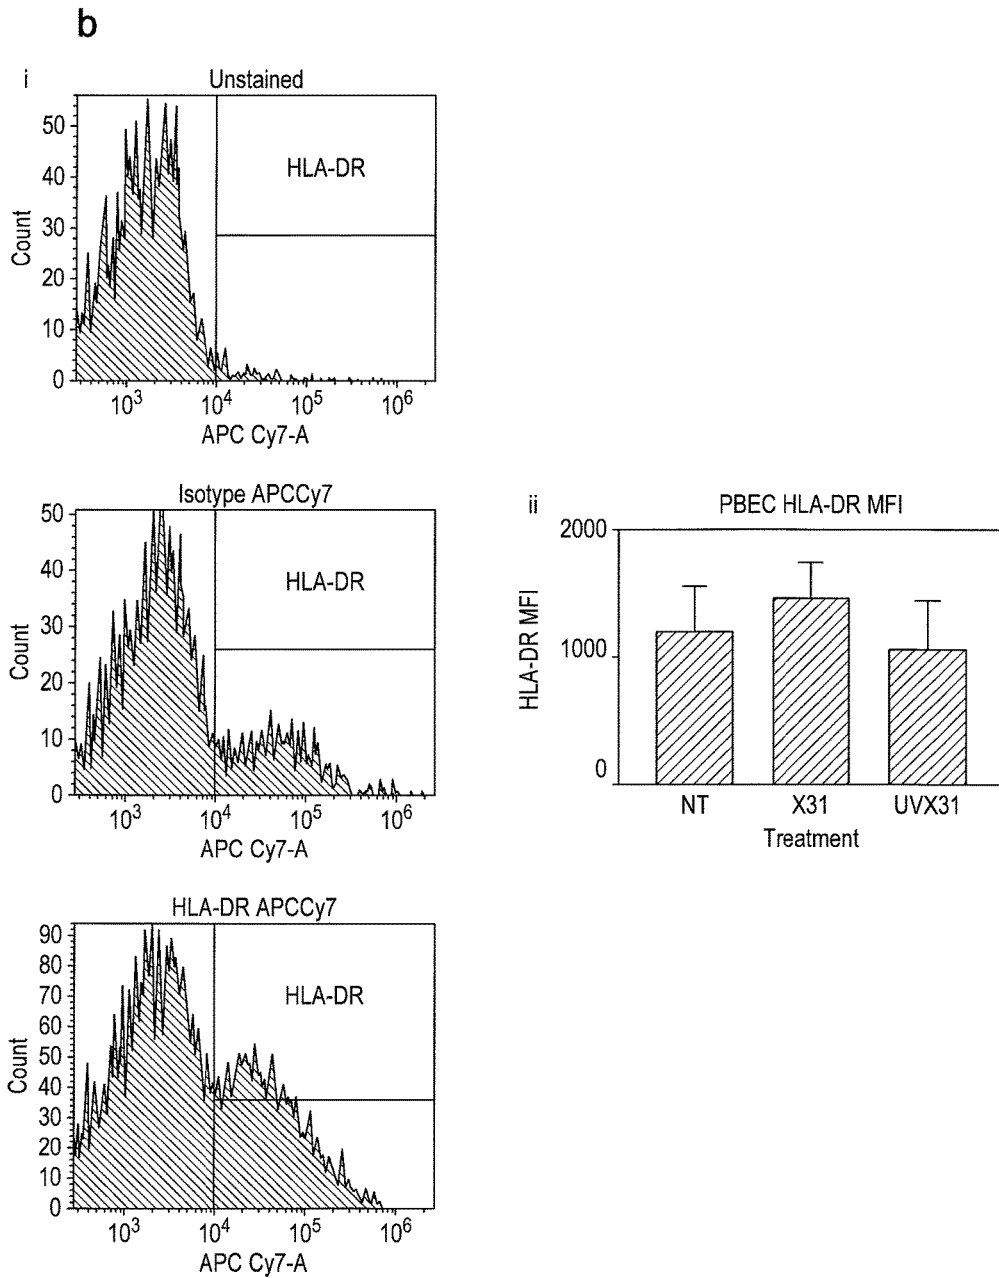 b
i
Unstained
50
40
30
20
10
0
Count
HLA-DR
10³ 10⁴ 10⁵ 10⁶
APC Cy7-A
Isotype APCCy7
50
40
30
20
10
0
Count
HLA-DR
10³ 10⁴ 10⁵ 10⁶
APC Cy7-A
HLA-DR APCCy7
90
80
70
60
50
40
30
20
10
0
Count
HLA-DR
10³ 10⁴ 10⁵ 10⁶
APC Cy7-A
ii
PBEC HLA-DR MFI
2000
1000
0
HLA-DR MFI
NT X31 UVX31
Treatment